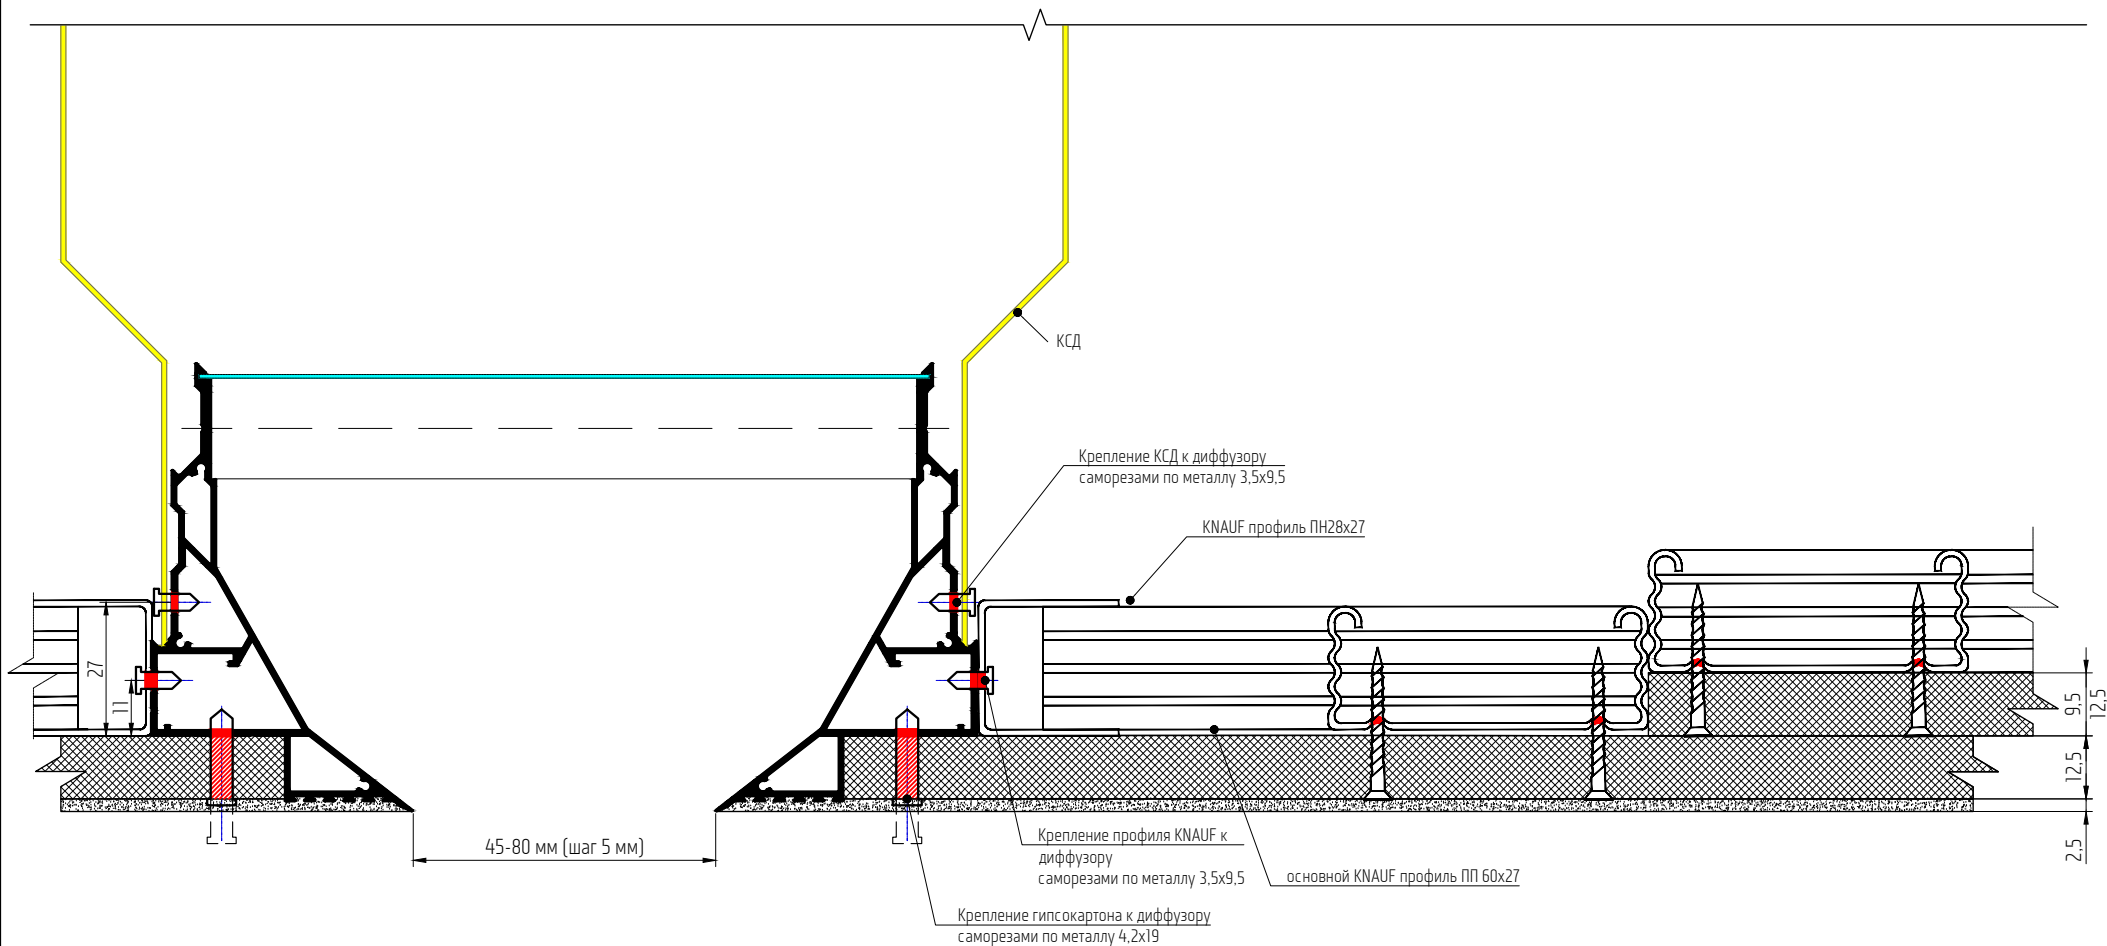 КСД
Крепление КСД к диффузору
саморезами по металлу 3,5х9,5
KNAUF профиль ПН28х27
27
11
9,5
12,5
12,5
2,5
45-80 мм (шаг 5 мм)
Крепление профиля KNAUF к
диффузору
саморезами по металлу 3,5х9,5
основной KNAUF профиль ПП 60х27
Крепление гипсокартона к диффузору
саморезами по металлу 4,2х19